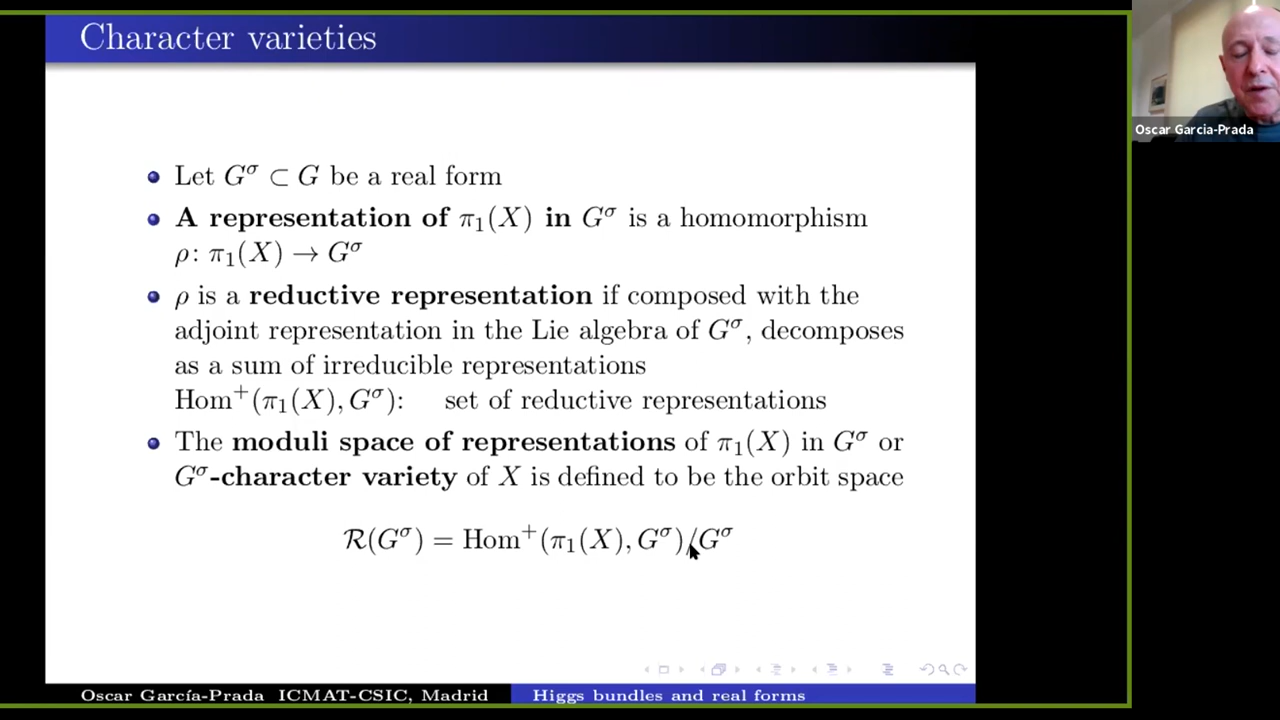 Character varieties
Let G^σ ⊂ G be a real form
A representation of π₁(X) in G^σ is a homomorphism
ρ: π₁(X) → G^σ
ρ is a reductive representation if composed with the
adjoint representation in the Lie algebra of G^σ, decomposes
as a sum of irreducible representations
Hom⁺(π₁(X), G^σ): set of reductive representations
The moduli space of representations of π₁(X) in G^σ or
G^σ-character variety of X is defined to be the orbit space
ℛ(G^σ) = Hom⁺(π₁(X), G^σ)/G^σ
Oscar García-Prada ICMAT-CSIC, Madrid
Higgs bundles and real forms
Oscar Garcia-Prada